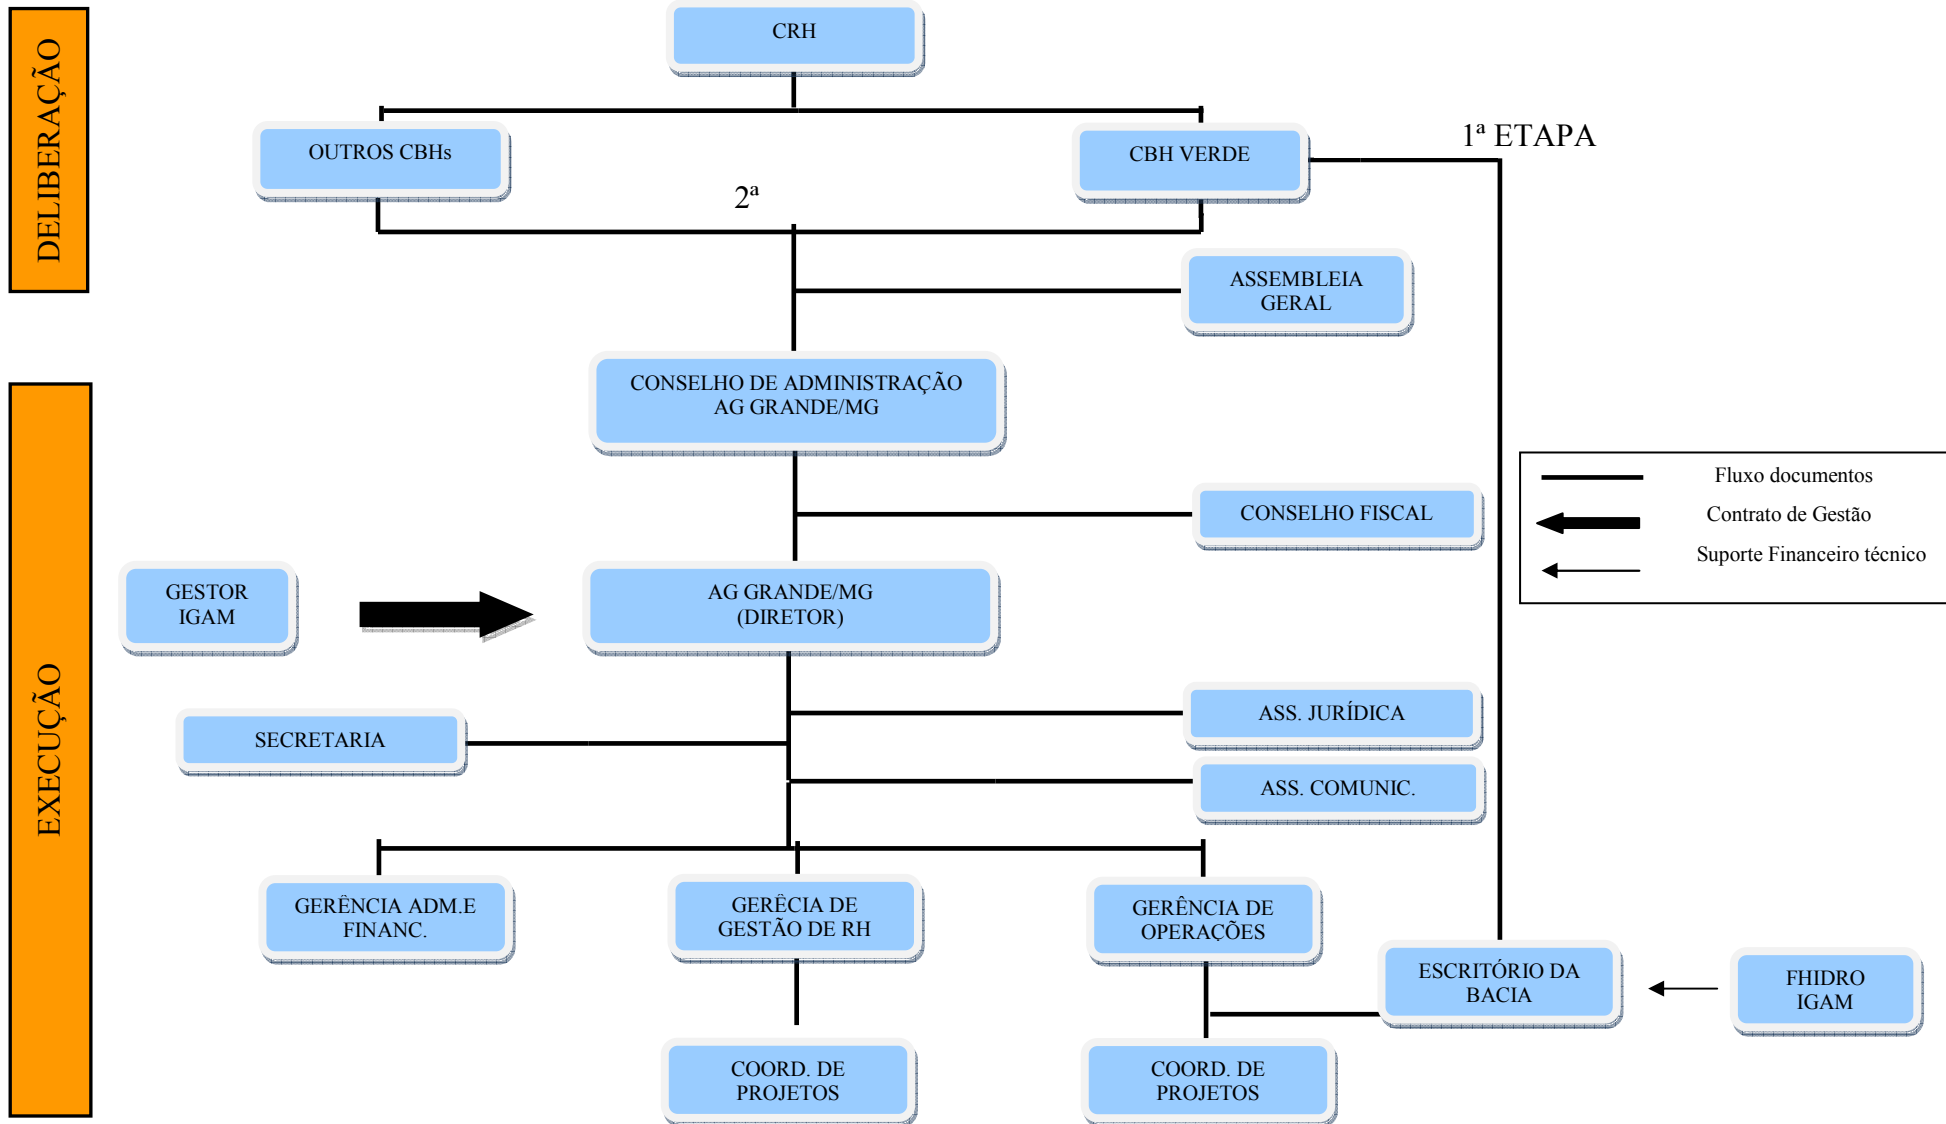 DELIBERAÇÃO
CRH
OUTROS CBHs
CBH VERDE
1ª ETAPA
2ª
ASSEMBLEIA
GERAL
EXECUÇÃO
CONSELHO DE ADMINISTRAÇÃO
AG GRANDE/MG
Fluxo documentos
Contrato de Gestão
Suporte Financeiro técnico
CONSELHO FISCAL
GESTOR
IGAM
AG GRANDE/MG
(DIRETOR)
ASS. JURÍDICA
SECRETARIA
ASS. COMUNIC.
GERÊNCIA ADM.E
FINANC.
GERÊCIA DE
GESTÃO DE RH
GERÊNCIA DE
OPERAÇÕES
ESCRITÓRIO DA
BACIA
FHIDRO
IGAM
COORD. DE
PROJETOS
COORD. DE
PROJETOS